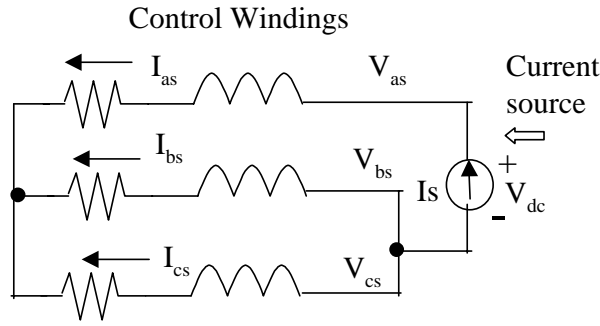 Control Windings
I_as
V_as
Current
source
I_bs
V_bs
Is
+
V_dc
-
I_cs
V_cs